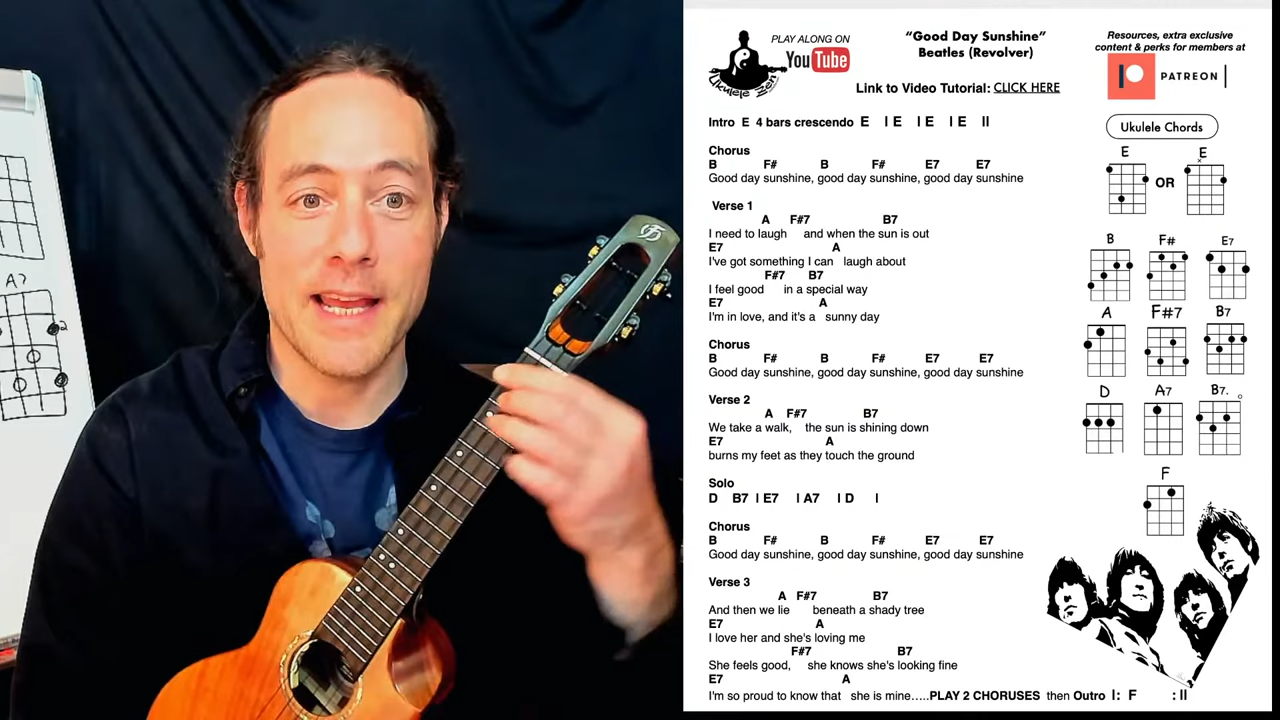 A7
PLAY ALONG ON
YouTube
Ukulele Zen
"Good Day Sunshine"
Beatles (Revolver)
Link to Video Tutorial: CLICK HERE
Resources, extra exclusive
content & perks for members at
PATREON
Intro E 4 bars crescendo E I E I E I E II
Chorus
B F# B F# E7 E7
Good day sunshine, good day sunshine, good day sunshine
Verse 1
A F#7 B7
I need to laugh and when the sun is out
E7 A
I've got something I can laugh about
F#7 B7
I feel good in a special way
E7 A
I'm in love, and it's a sunny day
Chorus
B F# B F# E7 E7
Good day sunshine, good day sunshine, good day sunshine
Verse 2
A F#7 B7
We take a walk, the sun is shining down
E7 A
burns my feet as they touch the ground
Solo
D B7 I E7 I A7 I D I
Chorus
B F# B F# E7 E7
Good day sunshine, good day sunshine, good day sunshine
Verse 3
A F#7 B7
And then we lie beneath a shady tree
E7 A
I love her and she's loving me
F#7 B7
She feels good, she knows she's looking fine
E7 A
I'm so proud to know that she is mine.....PLAY 2 CHORUSES then Outro I: F :II
Ukulele Chords
E OR E
x
B F# E7
A F#7 B7
D A7 B7.
F